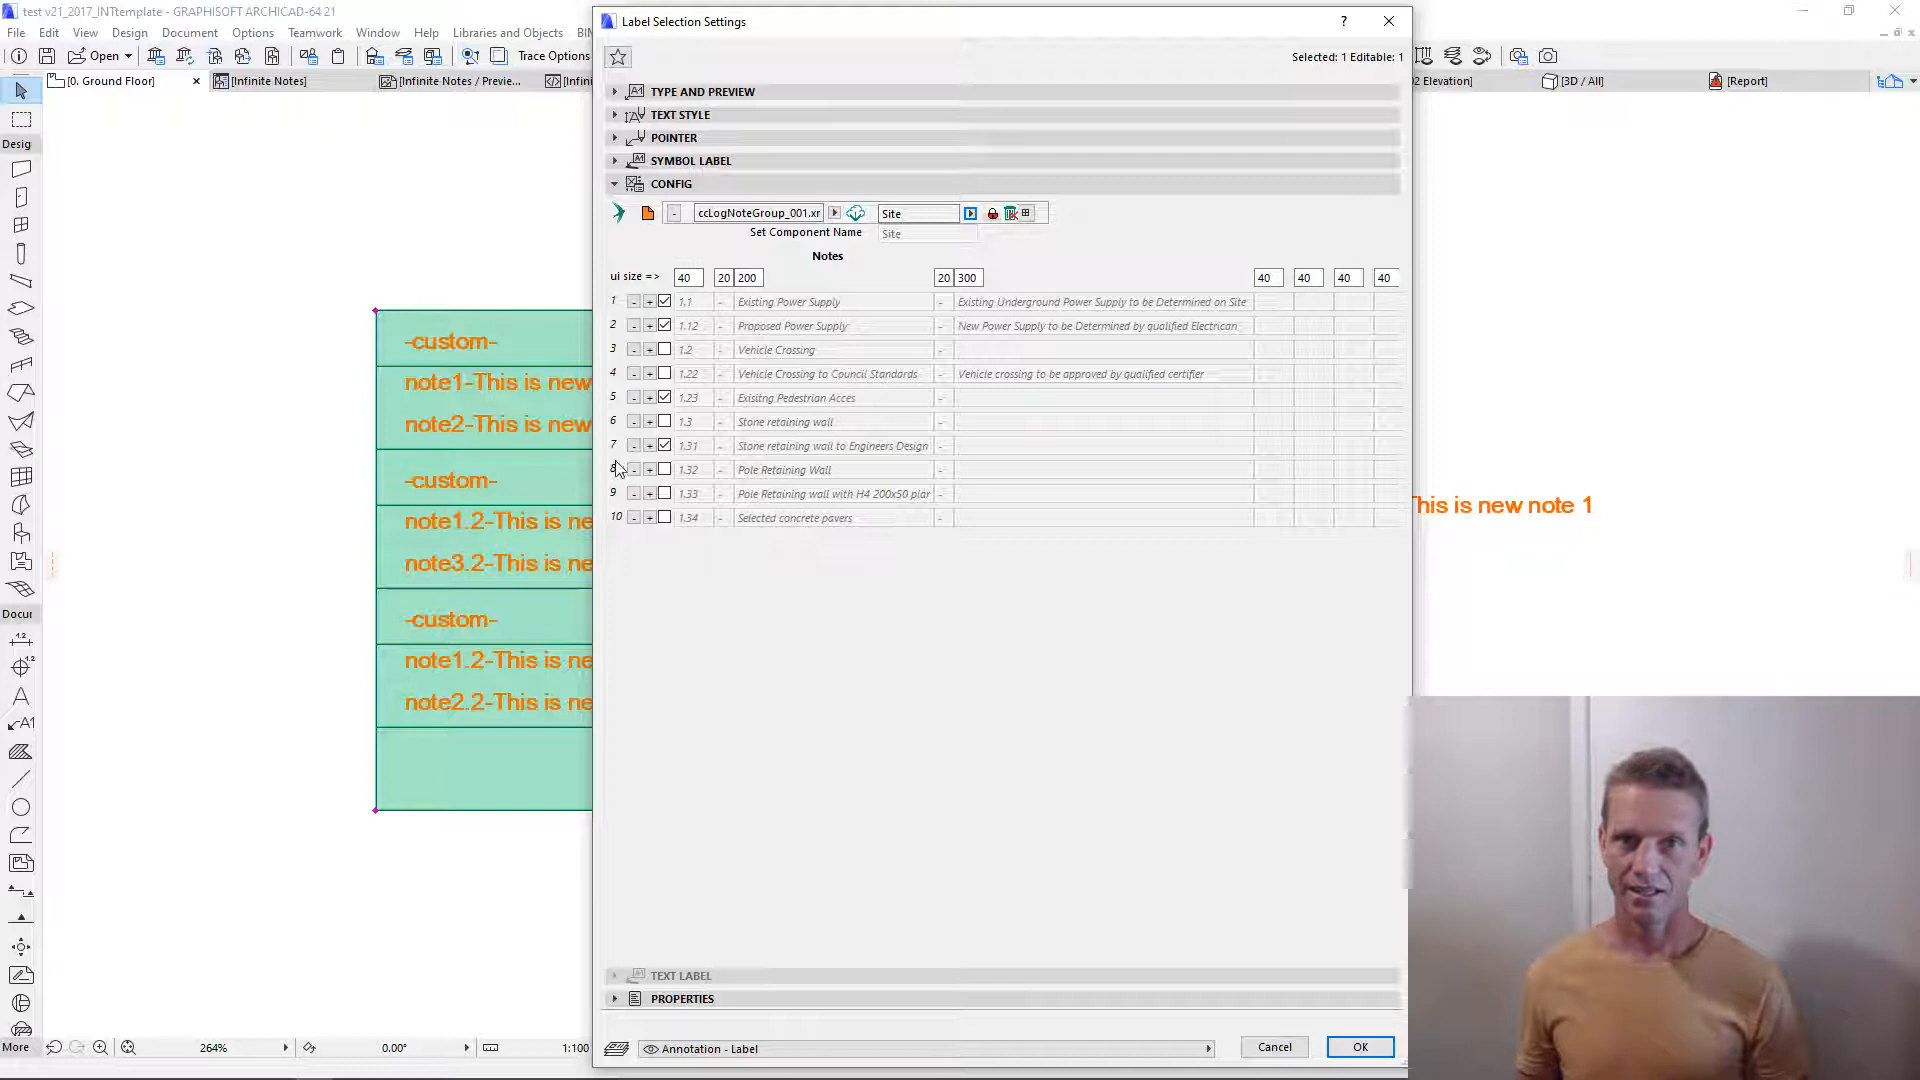 test v21_2017_INTtemplate - GRAPHISOFT ARCHICAD-64 21
File Edit View Design Document Options Teamwork Window Help Libraries and Objects
Open Trace Options
[0. Ground Floor] [Infinite Notes] [Infinite Notes / Previe... [Infin
Elevation] [3D / All] [Report]
Desig
Docur
1.2
A1
More
264% 0.00° 1:100
-custom-
note1-This is new
note2-This is new
-custom-
note1.2-This is ne
note3.2-This is ne
-custom-
note1.2-This is ne
note2.2-This is ne
Label Selection Settings
?
Selected: 1 Editable: 1
TYPE AND PREVIEW
TEXT STYLE
POINTER
SYMBOL LABEL
CONFIG
- ccLogNoteGroup_001.xr Site
Set Component Name Site
Notes
ui size => 40 20 200 20 300 40 40 40 40
1 - + 1.1 - Existing Power Supply - Existing Underground Power Supply to be Determined on Site
2 - + 1.12 - Proposed Power Supply - New Power Supply to be Determined by qualified Electrican
3 - + 1.2 - Vehicle Crossing -
4 - + 1.22 - Vehicle Crossing to Council Standards - Vehicle crossing to be approved by qualified certifier
5 - + 1.23 - Exisitng Pedestrian Acces -
6 - + 1.3 - Stone retaining wall -
7 - + 1.31 - Stone retaining wall to Engineers Design -
8 - + 1.32 - Pole Retaining Wall -
9 - + 1.33 - Pole Retaining wall with H4 200x50 plar -
10 - + 1.34 - Selected concrete pavers -
TEXT LABEL
PROPERTIES
Annotation - Label Cancel OK
his is new note 1